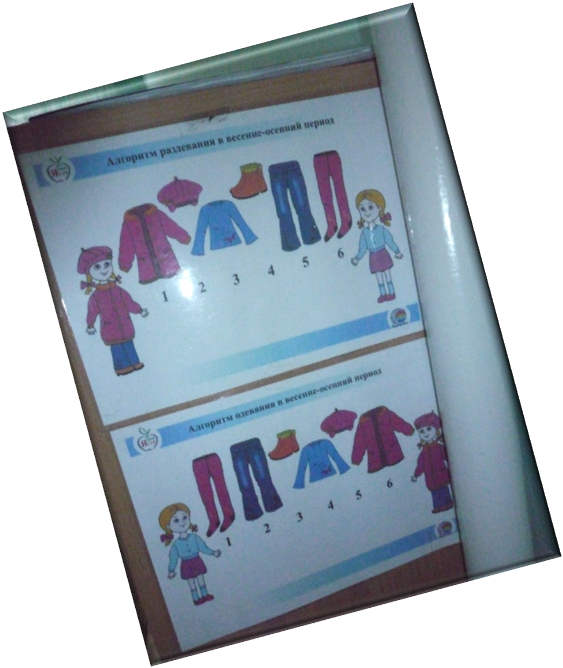 Алгоритм раздевания в весенне-осенний период
1 2 3 4 5 6
Алгоритм одевания в весенне-осенний период
1 2 3 4 5 6